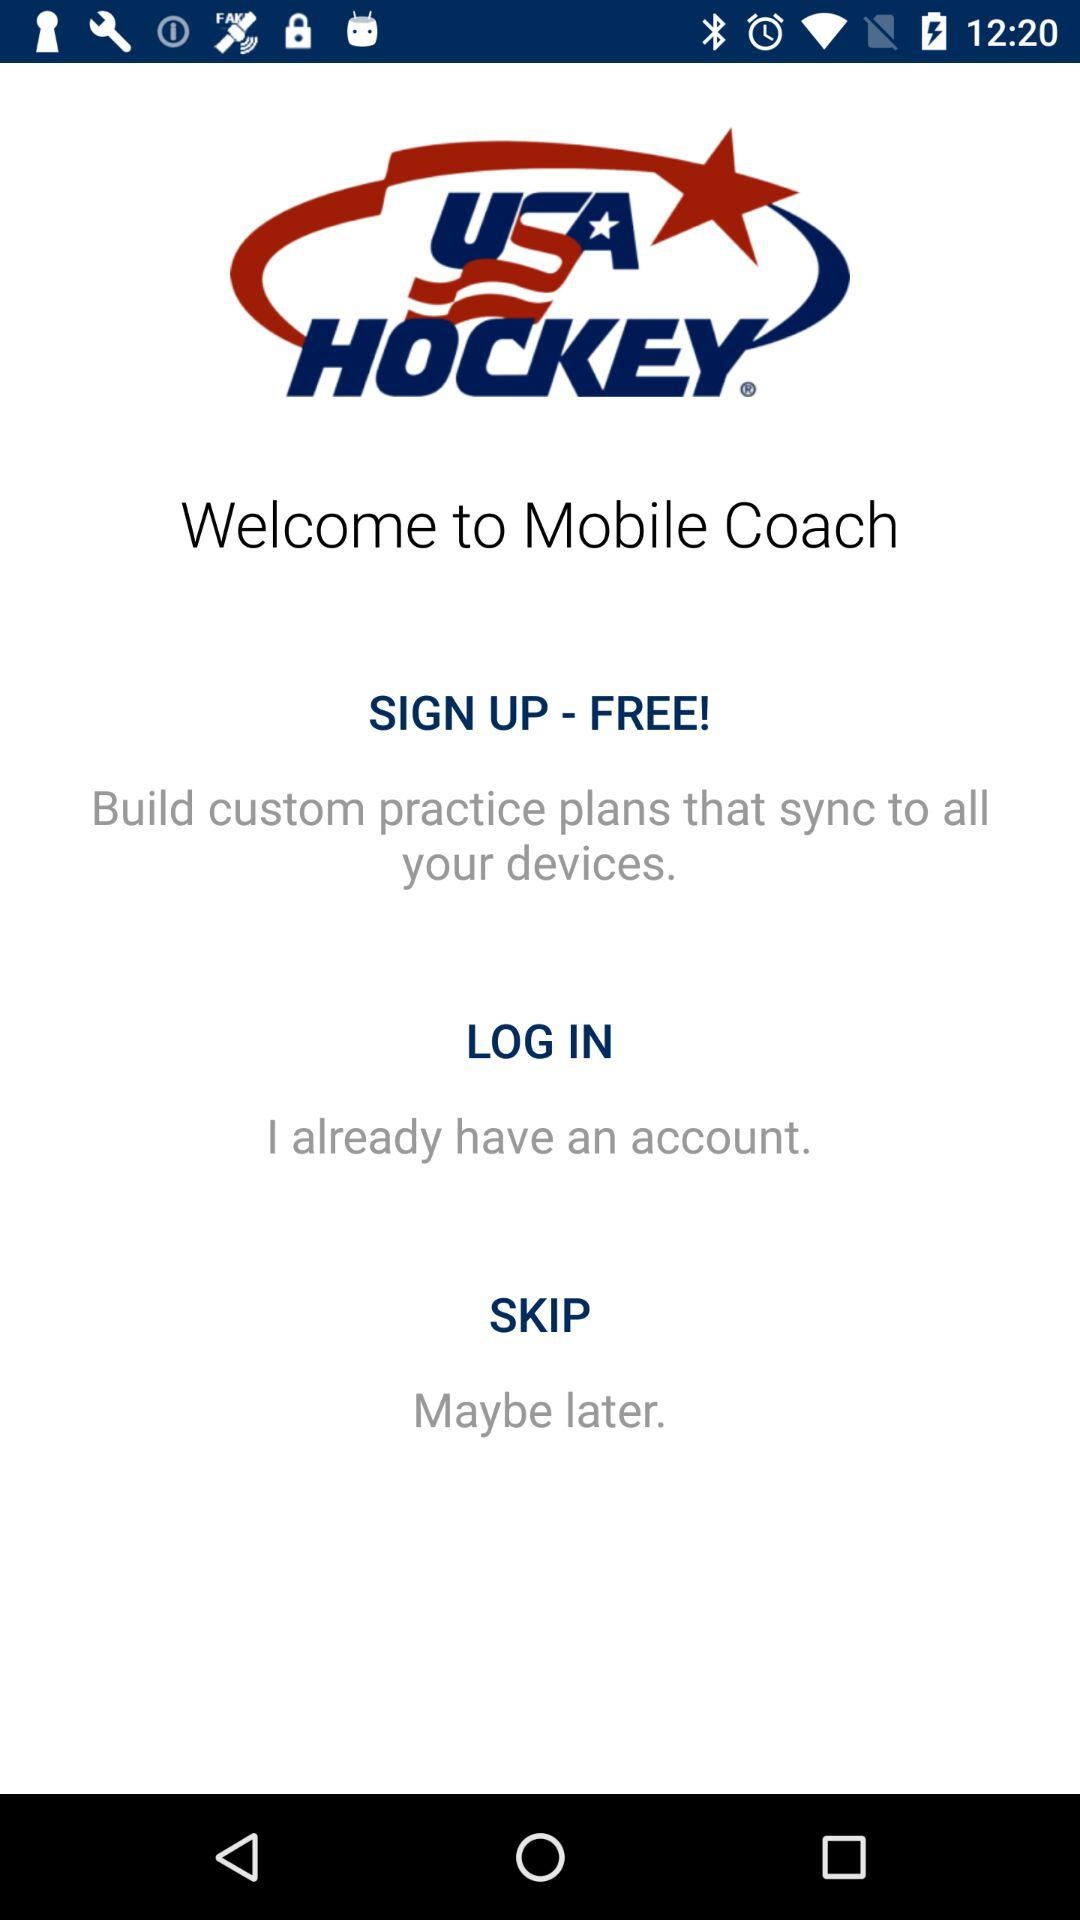 FAKE
12:20
USA
HOCKEY®
Welcome to Mobile Coach
SIGN UP - FREE!
Build custom practice plans that sync to all
your devices.
LOG IN
I already have an account.
SKIP
Maybe later.